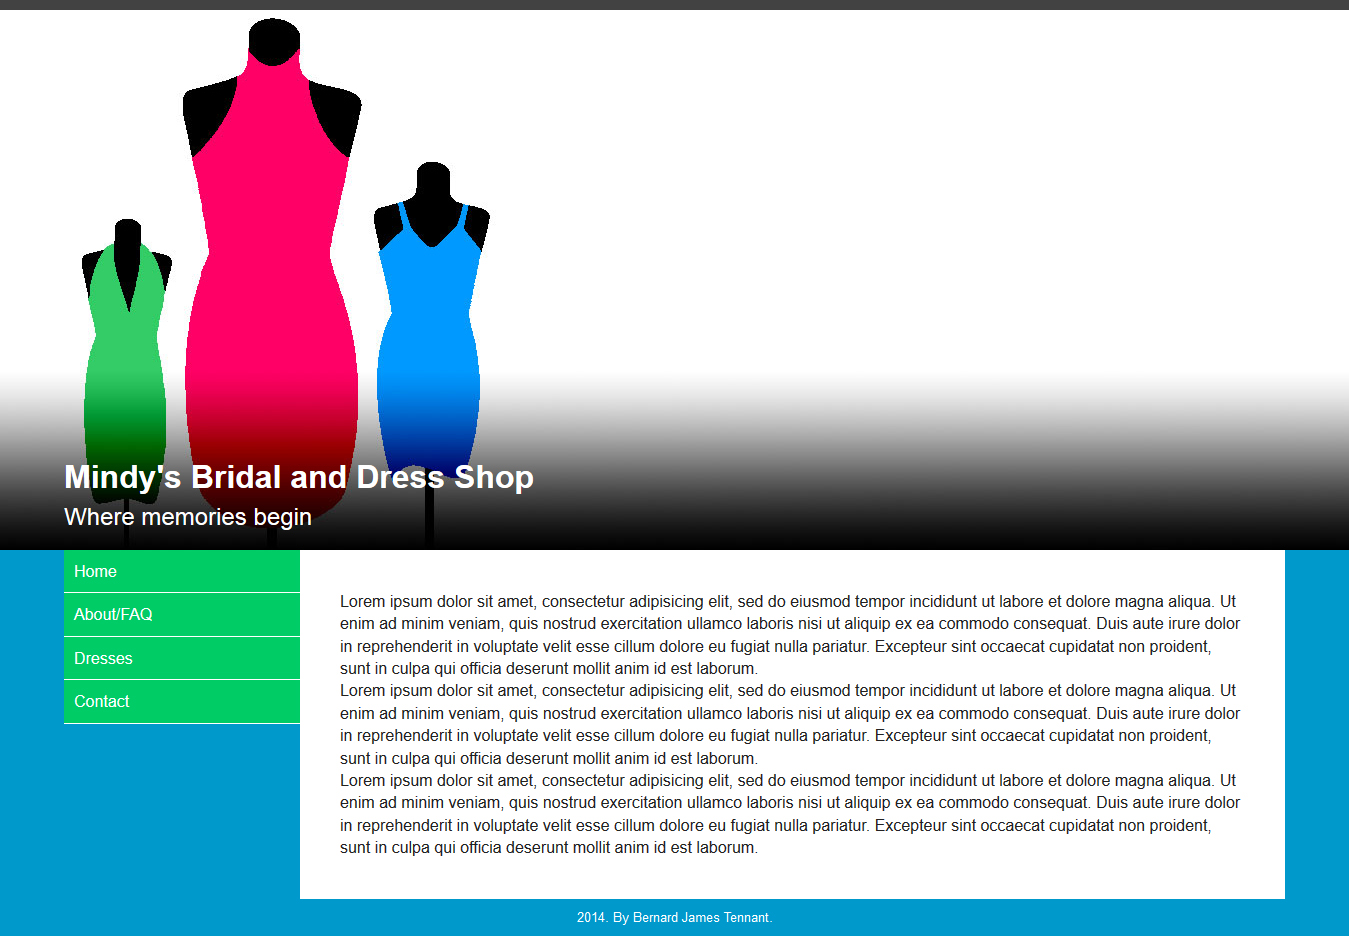 Mindy's Bridal and Dress Shop
Where memories begin
Home
About/FAQ
Dresses
Contact
Lorem ipsum dolor sit amet, consectetur adipisicing elit, sed do eiusmod tempor incididunt ut labore et dolore magna aliqua. Ut
enim ad minim veniam, quis nostrud exercitation ullamco laboris nisi ut aliquip ex ea commodo consequat. Duis aute irure dolor
in reprehenderit in voluptate velit esse cillum dolore eu fugiat nulla pariatur. Excepteur sint occaecat cupidatat non proident,
sunt in culpa qui officia deserunt mollit anim id est laborum.
Lorem ipsum dolor sit amet, consectetur adipisicing elit, sed do eiusmod tempor incididunt ut labore et dolore magna aliqua. Ut
enim ad minim veniam, quis nostrud exercitation ullamco laboris nisi ut aliquip ex ea commodo consequat. Duis aute irure dolor
in reprehenderit in voluptate velit esse cillum dolore eu fugiat nulla pariatur. Excepteur sint occaecat cupidatat non proident,
sunt in culpa qui officia deserunt mollit anim id est laborum.
Lorem ipsum dolor sit amet, consectetur adipisicing elit, sed do eiusmod tempor incididunt ut labore et dolore magna aliqua. Ut
enim ad minim veniam, quis nostrud exercitation ullamco laboris nisi ut aliquip ex ea commodo consequat. Duis aute irure dolor
in reprehenderit in voluptate velit esse cillum dolore eu fugiat nulla pariatur. Excepteur sint occaecat cupidatat non proident,
sunt in culpa qui officia deserunt mollit anim id est laborum.
2014. By Bernard James Tennant.